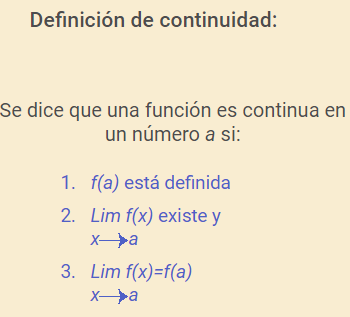 Definición de continuidad:
Se dice que una función es continua en
un número a si:
1. f(a) está definida
2. Lim f(x) existe y
x→a
3. Lim f(x)=f(a)
x→a